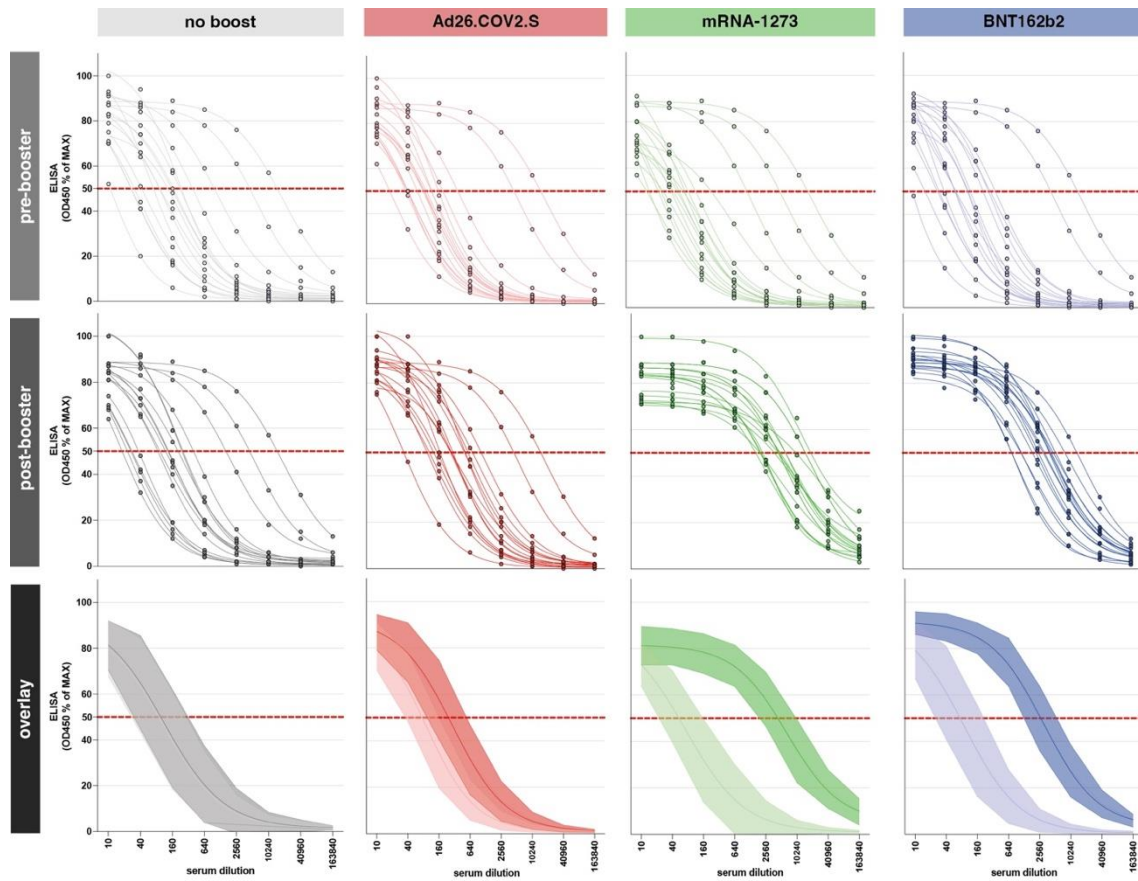 no boost Ad26.COV2.S mRNA-1273 BNT162b2
pre-booster
ELISA
(OD450 % of MAX)
100
80
60
50
40
20
0
post-booster
ELISA
(OD450 % of MAX)
100
80
60
50
40
20
0
overlay
ELISA
(OD450 % of MAX)
100
80
60
50
40
20
0
10 40 160 640 2560 10240 40960 163840 10 40 160 640 2560 10240 40960 163840 10 40 160 640 2560 10240 40960 163840 10 40 160 640 2560 10240 40960 163840
serum dilution serum dilution serum dilution serum dilution